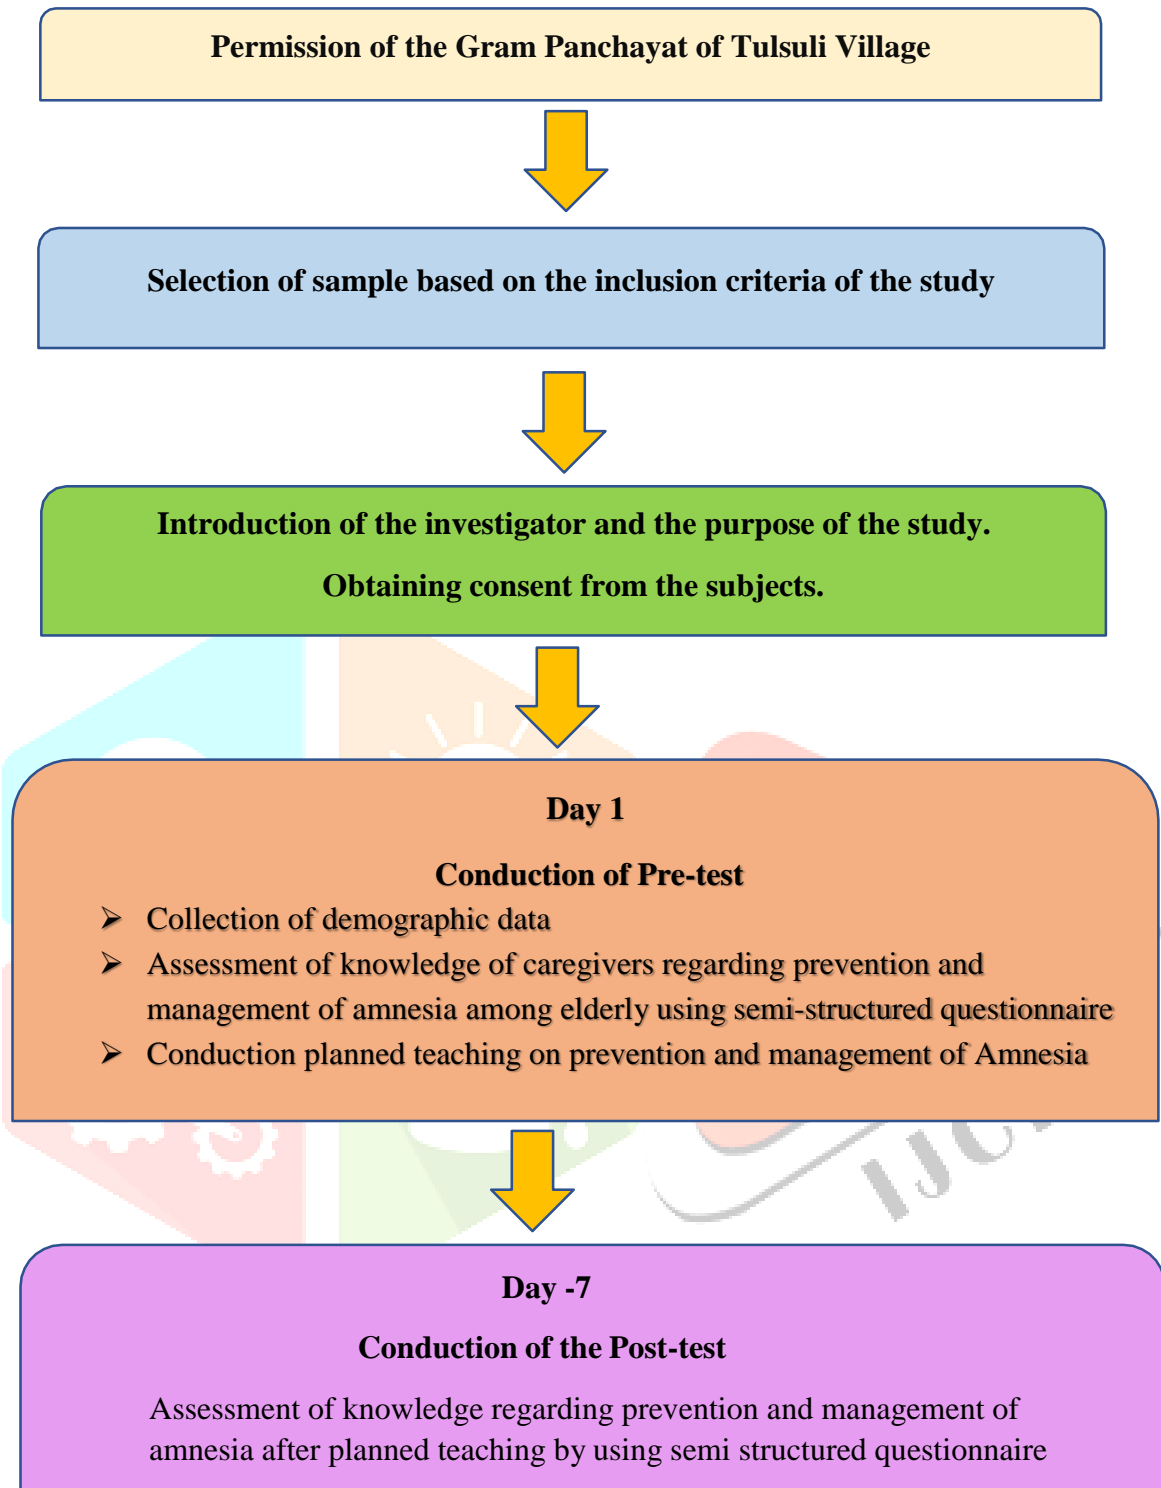 Permission of the Gram Panchayat of Tulsuli Village
Selection of sample based on the inclusion criteria of the study
Introduction of the investigator and the purpose of the study.
Obtaining consent from the subjects.
Day 1
Conduction of Pre-test
➢ Collection of demographic data
➢ Assessment of knowledge of caregivers regarding prevention and
management of amnesia among elderly using semi-structured questionnaire
➢ Conduction planned teaching on prevention and management of Amnesia
Day -7
Conduction of the Post-test
Assessment of knowledge regarding prevention and management of
amnesia after planned teaching by using semi structured questionnaire